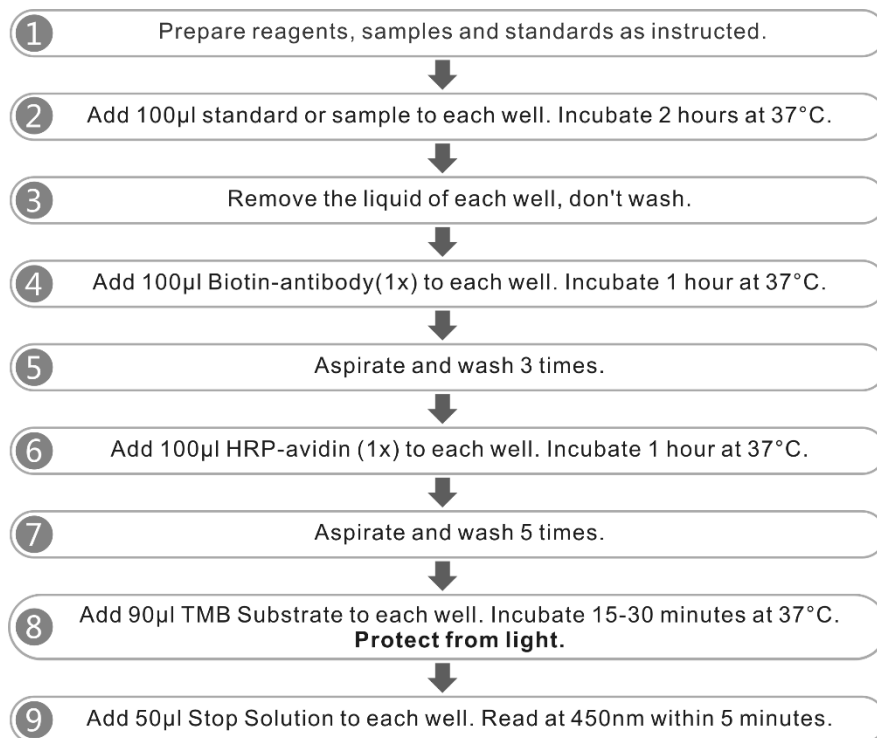 1 Prepare reagents, samples and standards as instructed.
2 Add 100µl standard or sample to each well. Incubate 2 hours at 37°C.
3 Remove the liquid of each well, don't wash.
4 Add 100µl Biotin-antibody(1x) to each well. Incubate 1 hour at 37°C.
5 Aspirate and wash 3 times.
6 Add 100µl HRP-avidin (1x) to each well. Incubate 1 hour at 37°C.
7 Aspirate and wash 5 times.
8 Add 90µl TMB Substrate to each well. Incubate 15-30 minutes at 37°C.
Protect from light.
9 Add 50µl Stop Solution to each well. Read at 450nm within 5 minutes.